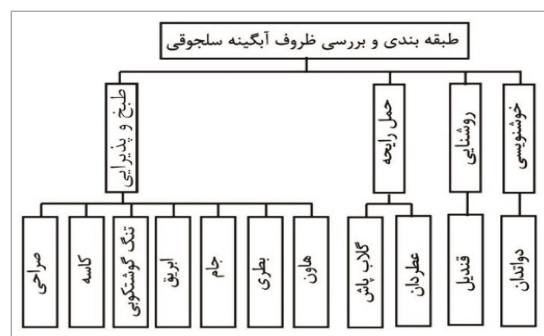 طبقه بندی و بررسی ظروف آبگینه سلجوقی
خوشنویسی
روشنایی
حمل رایحه
طبخ و پذیرایی
دواتدان
قندیل
عطردان
گلاب پاش
هاون
بطری
جام
ابریق
تنگ گوشتکوبی
کاسه
صراحی